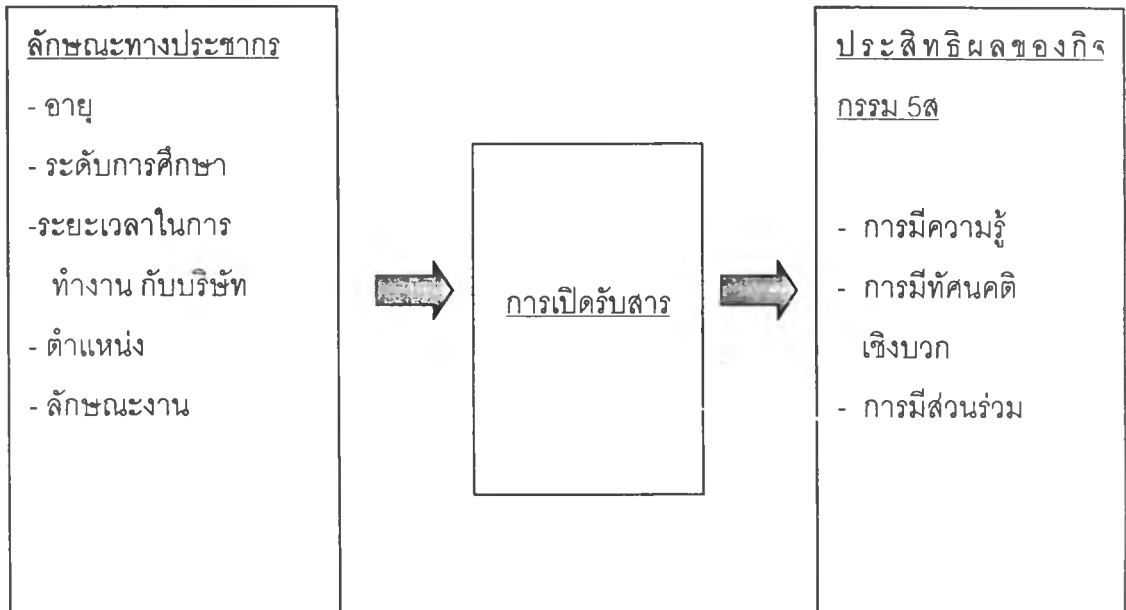 ลักษณะทางประชากร
- อายุ
- ระดับการศึกษา
-ระยะเวลาในการ
ทำงาน กับบริษัท
- ตำแหน่ง
- ลักษณะงาน
การเปิดรับสาร
ประสิทธิผลของกิจ
กรรม 5ส
- การมีความรู้
- การมีทัศนคติ
เชิงบวก
- การมีส่วนร่วม